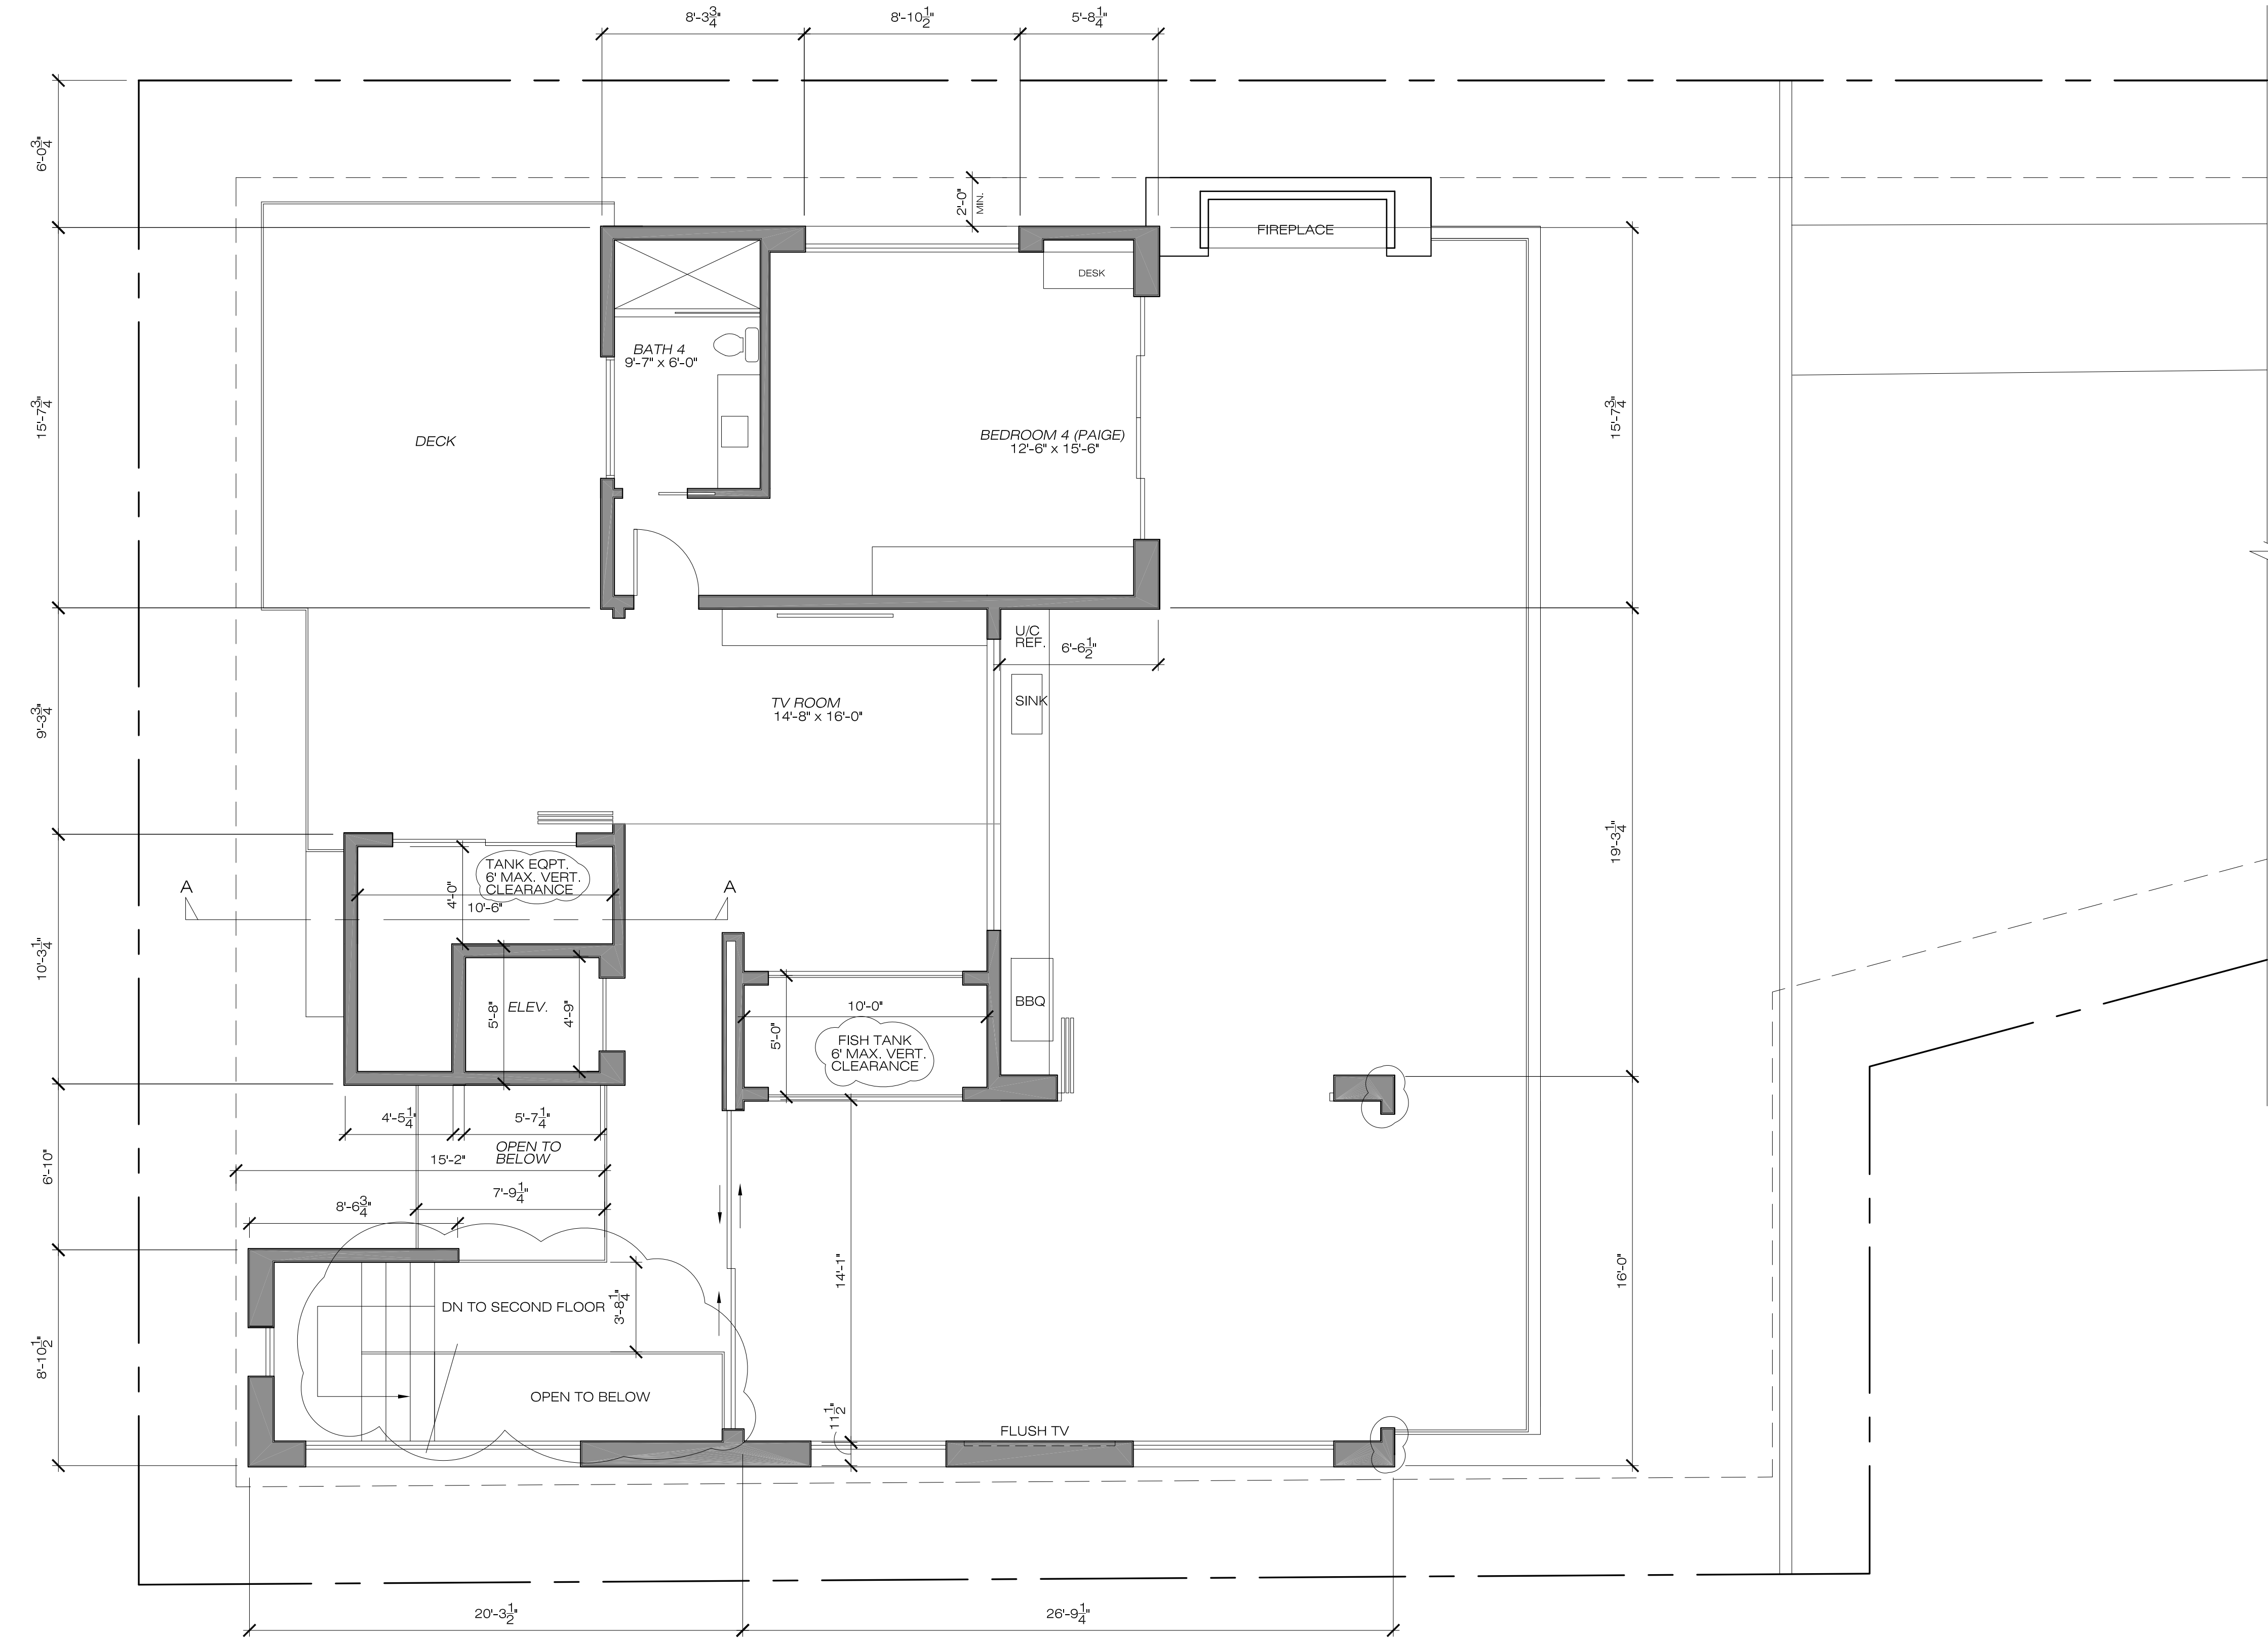 8'-3 3/4"
8'-10 1/2"
5'-8 1/4"
6'-0 3/4"
2'-0"
MIN.
FIREPLACE
DESK
BATH 4
9'-7" x 6'-0"
15'-7 3/4"
DECK
BEDROOM 4 (PAIGE)
12'-6" x 15'-6"
15'-7 3/4"
U/C
REF.
6'-6 1/2"
9'-3 3/4"
TV ROOM
14'-8" x 16'-0"
SINK
19'-3 1/4"
TANK EQPT.
6' MAX. VERT.
CLEARANCE
4'-0"
10'-6"
A
A
10'-3 1/4"
5'-8"
ELEV.
4'-9"
10'-0"
5'-0"
BBQ
FISH TANK
6' MAX. VERT.
CLEARANCE
4'-5 1/4"
5'-7 1/4"
OPEN TO
BELOW
15'-2"
6'-10"
7'-9 1/4"
8'-6 3/4"
14'-1"
16'-0"
DN TO SECOND FLOOR
3'-8 1/4"
8'-10 1/2"
OPEN TO BELOW
11 1/2"
FLUSH TV
20'-3 1/2"
26'-9 1/4"